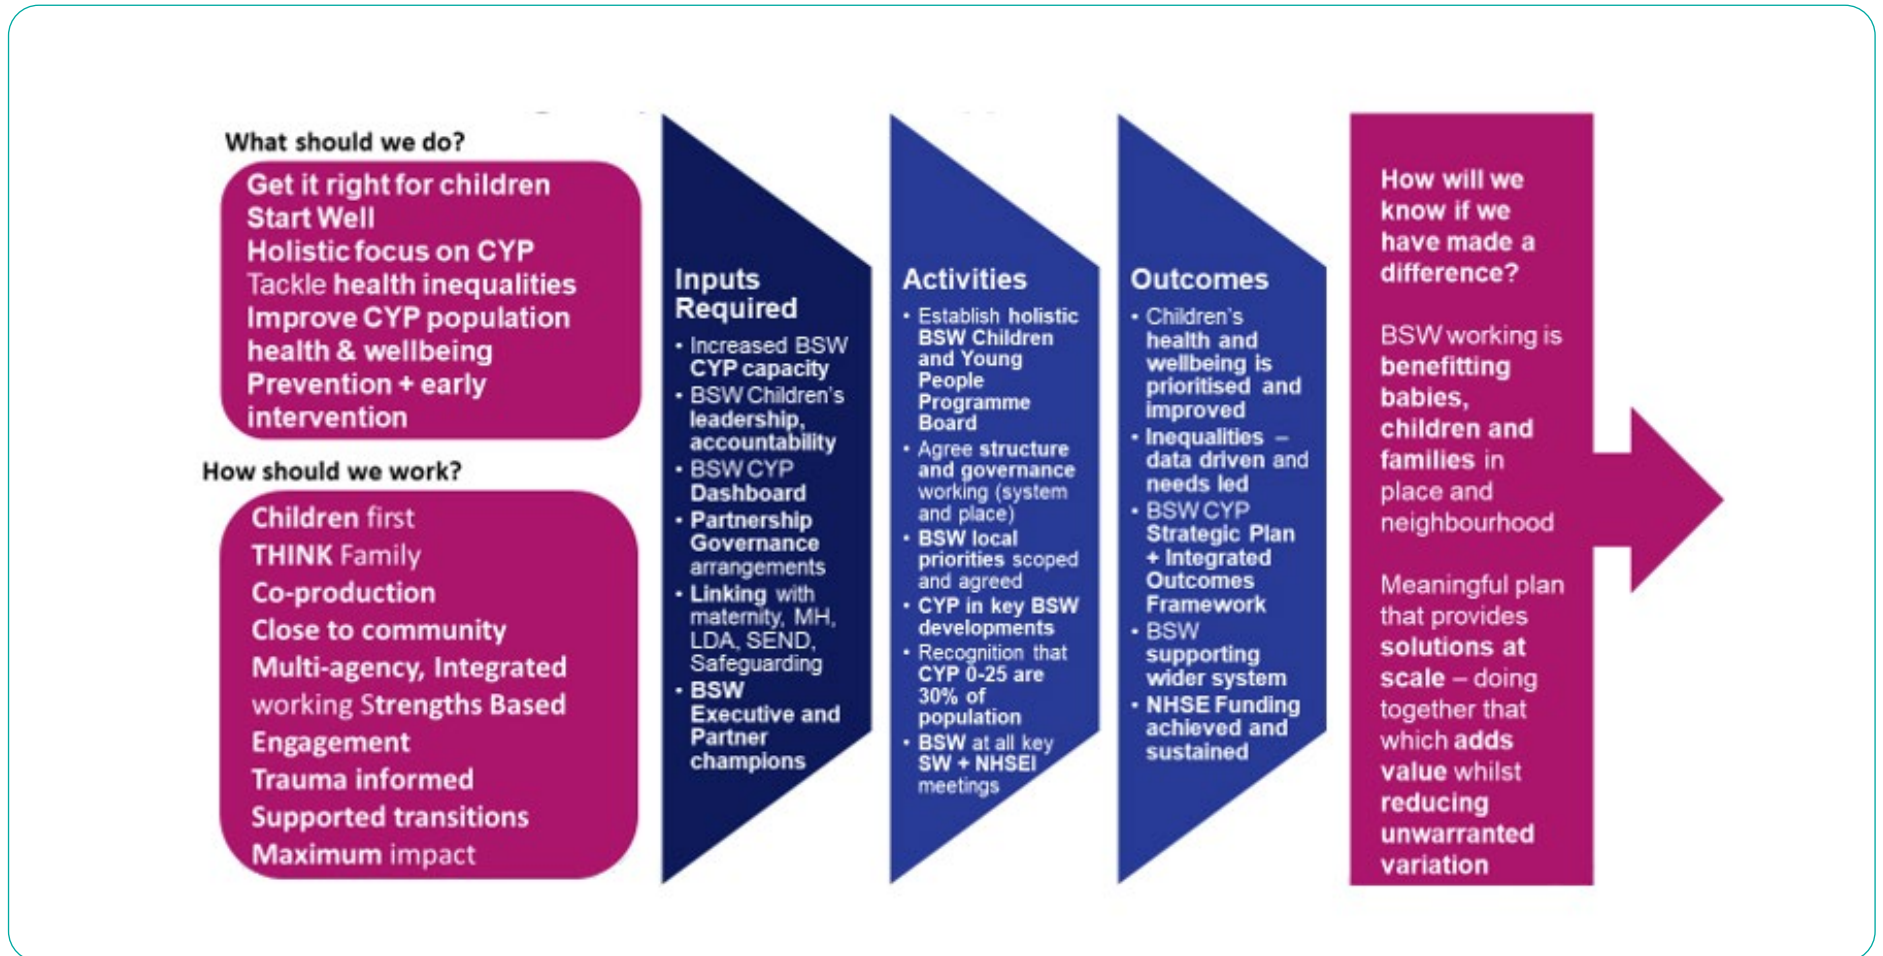 What should we do?
Get it right for children
Start Well
Holistic focus on CYP
Tackle health inequalities
Improve CYP population
health & wellbeing
Prevention + early
intervention
How should we work?
Children first
THINK Family
Co-production
Close to community
Multi-agency, Integrated
working Strengths Based
Engagement
Trauma informed
Supported transitions
Maximum impact
Inputs
Required
• Increased BSW
CYP capacity
• BSW Children's
leadership,
accountability
• BSW CYP
Dashboard
• Partnership
Governance
arrangements
• Linking with
maternity, MH,
LDA, SEND,
Safeguarding
• BSW
Executive and
Partner
champions
Activities
• Establish holistic
BSW Children
and Young
People
Programme
Board
• Agree structure
and governance
working (system
and place)
• BSW local
priorities scoped
and agreed
• CYP in key BSW
developments
• Recognition that
CYP 0-25 are
30% of
population
• BSW at all key
SW + NHSEI
meetings
Outcomes
• Children's
health and
wellbeing is
prioritised and
improved
• Inequalities –
data driven and
needs led
• BSW CYP
Strategic Plan
+ Integrated
Outcomes
Framework
• BSW
supporting
wider system
• NHSE Funding
achieved and
sustained
How will we
know if we
have made a
difference?
BSW working is
benefitting
babies,
children and
families in
place and
neighbourhood
Meaningful plan
that provides
solutions at
scale – doing
together that
which adds
value whilst
reducing
unwarranted
variation